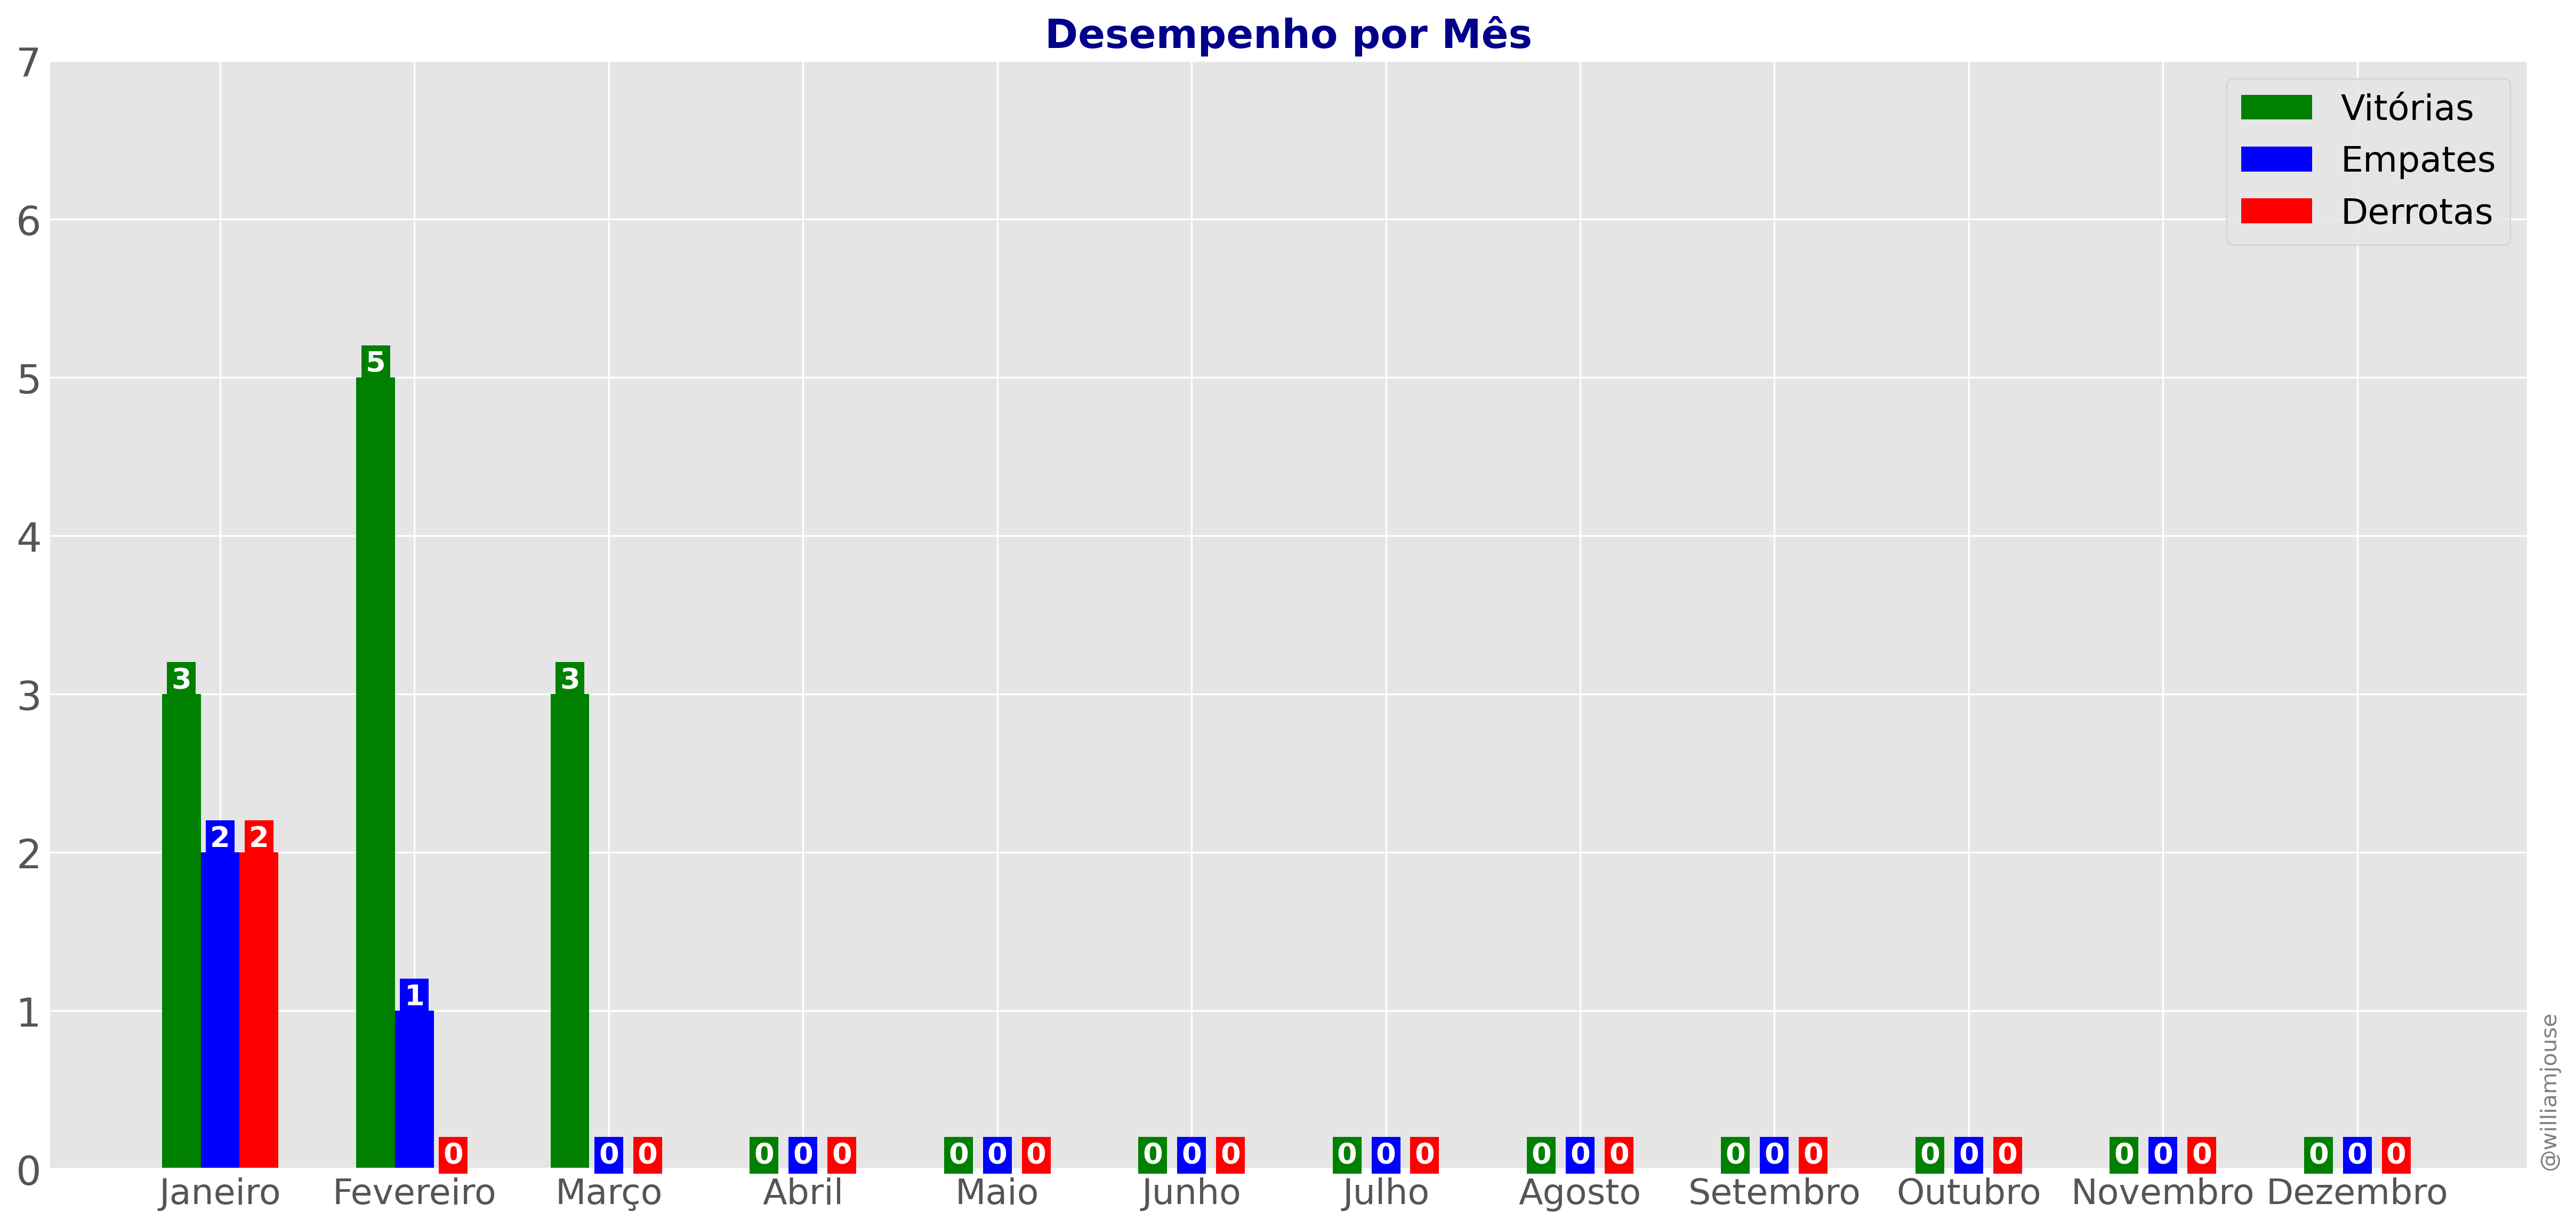 Desempenho por Mês
7
6
5
4
3
2
1
0
Vitórias
Empates
Derrotas
3 2 2
5 1 0
3 0 0
0 0 0
0 0 0
0 0 0
0 0 0
0 0 0
0 0 0
0 0 0
0 0 0
0 0 0
Janeiro Fevereiro Março Abril Maio Junho Julho Agosto Setembro Outubro Novembro Dezembro
@williamjouse